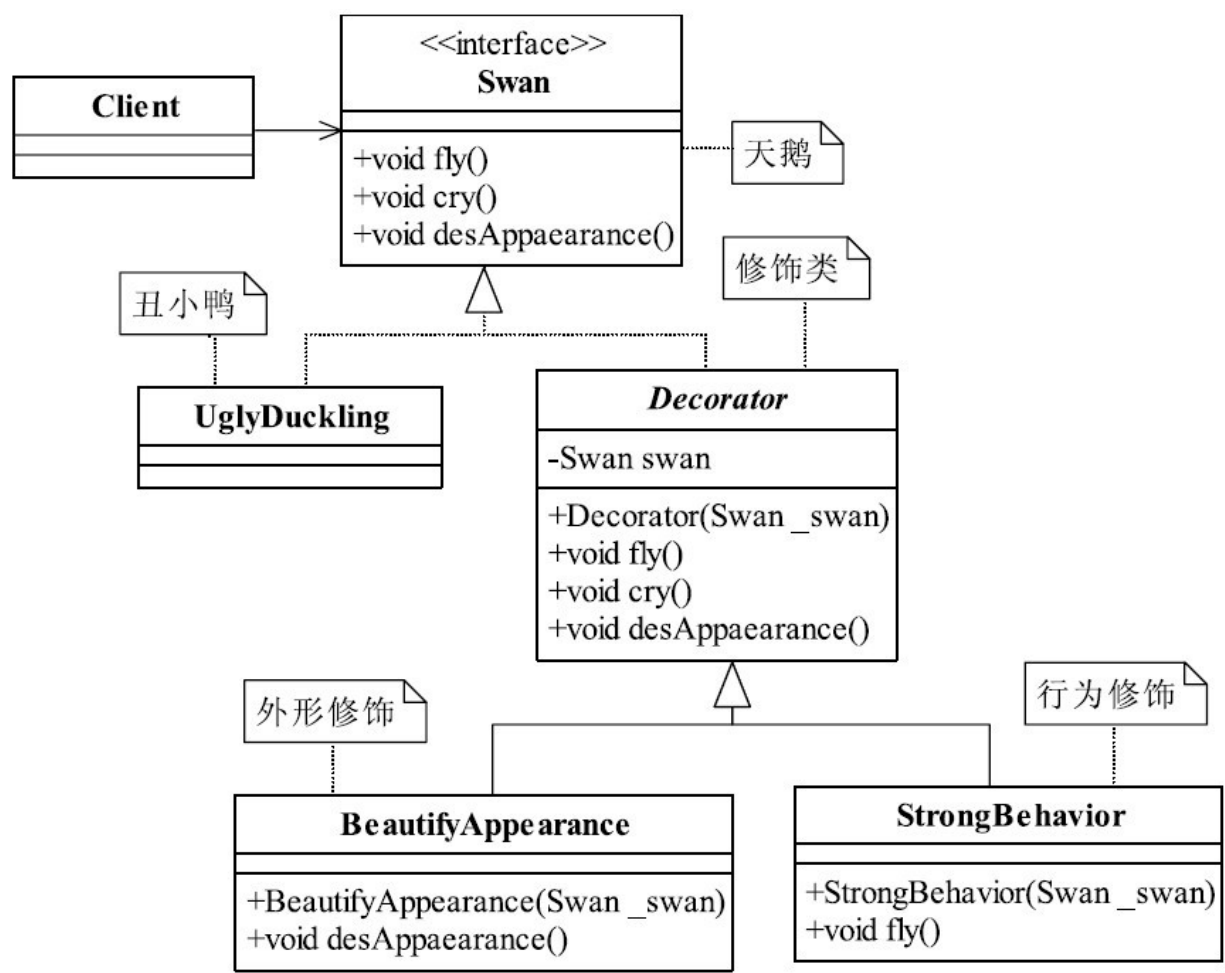 <<interface>>
Swan
Client
+void fly()
+void cry()
+void desAppaearance()
天鹅
修饰类
丑小鸭
UglyDuckling
Decorator
-Swan swan
+Decorator(Swan _swan)
+void fly()
+void cry()
+void desAppaearance()
外形修饰
行为修饰
BeautifyAppearance
+BeautifyAppearance(Swan _swan)
+void desAppaearance()
StrongBehavior
+StrongBehavior(Swan _swan)
+void fly()